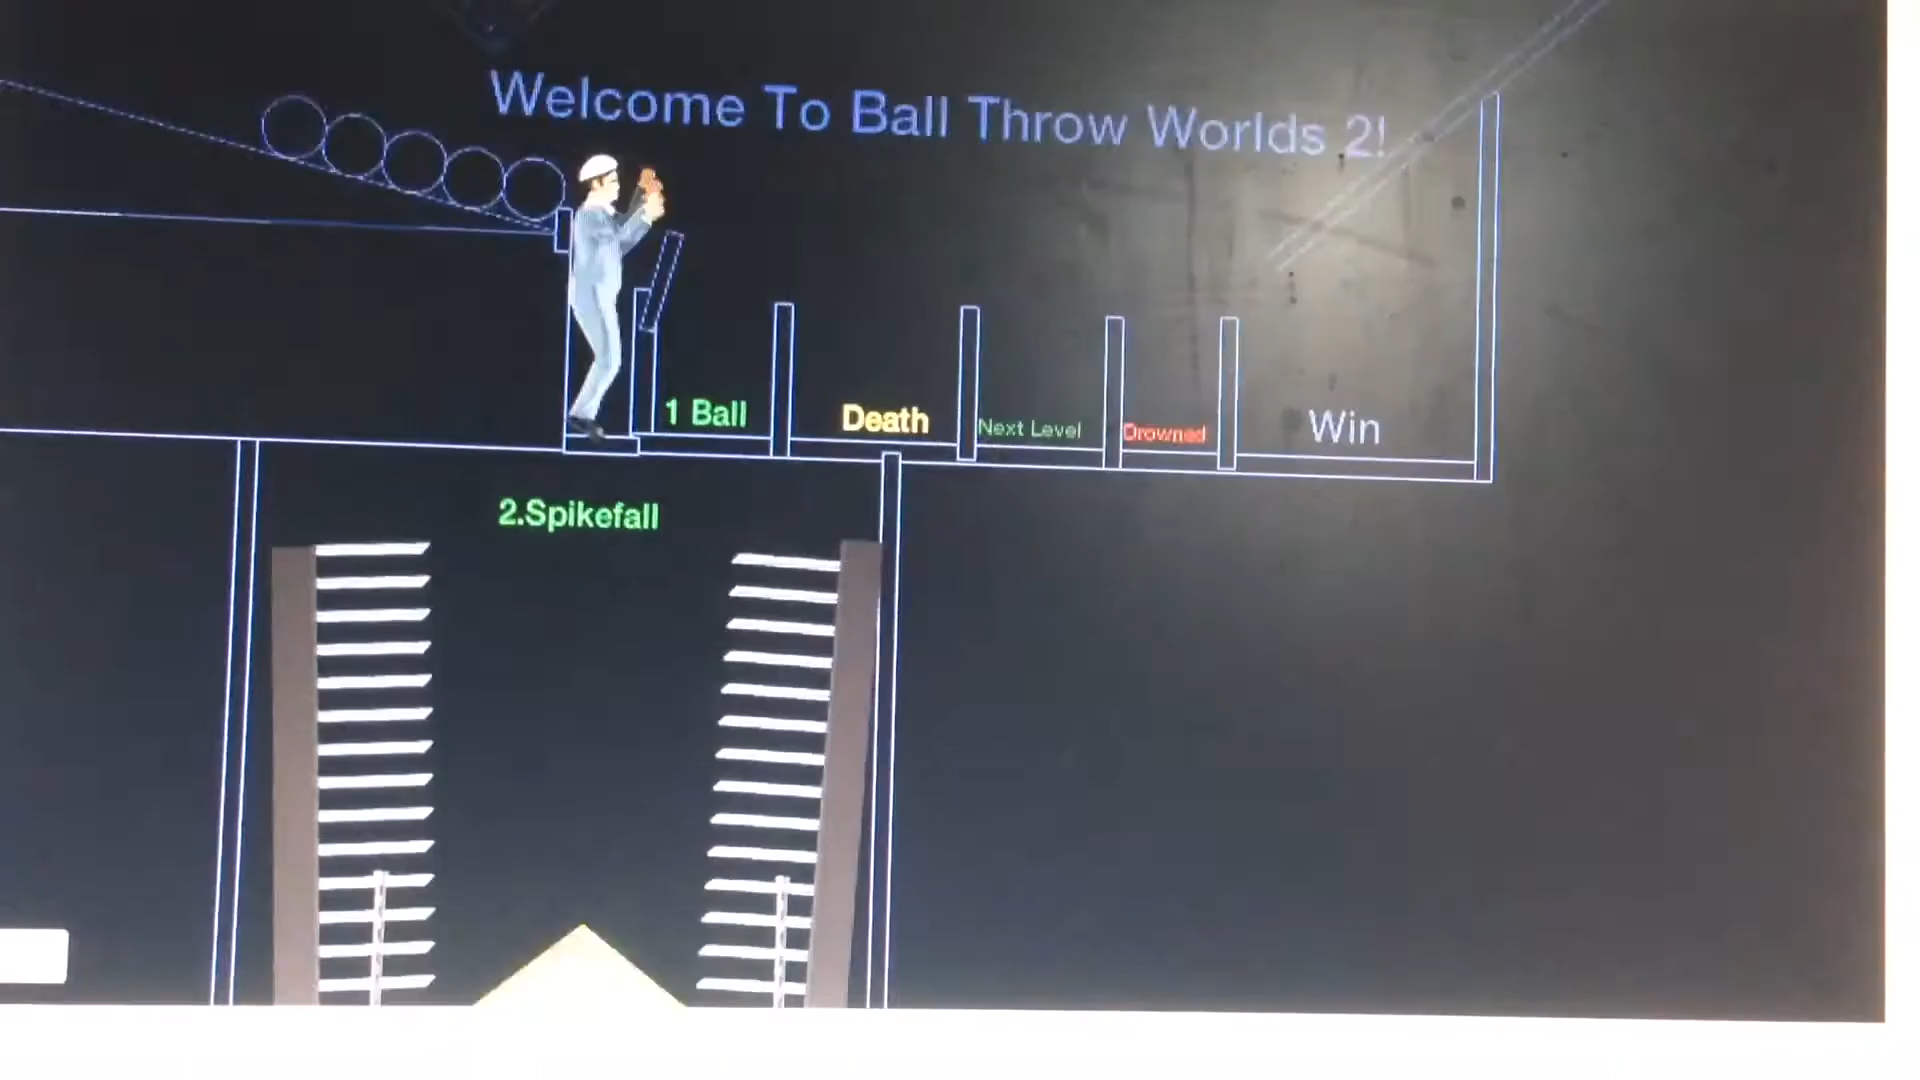 Welcome To Ball Throw Worlds 2!
1 Ball
Death
Next Level
Drowned
Win
2.Spikefall